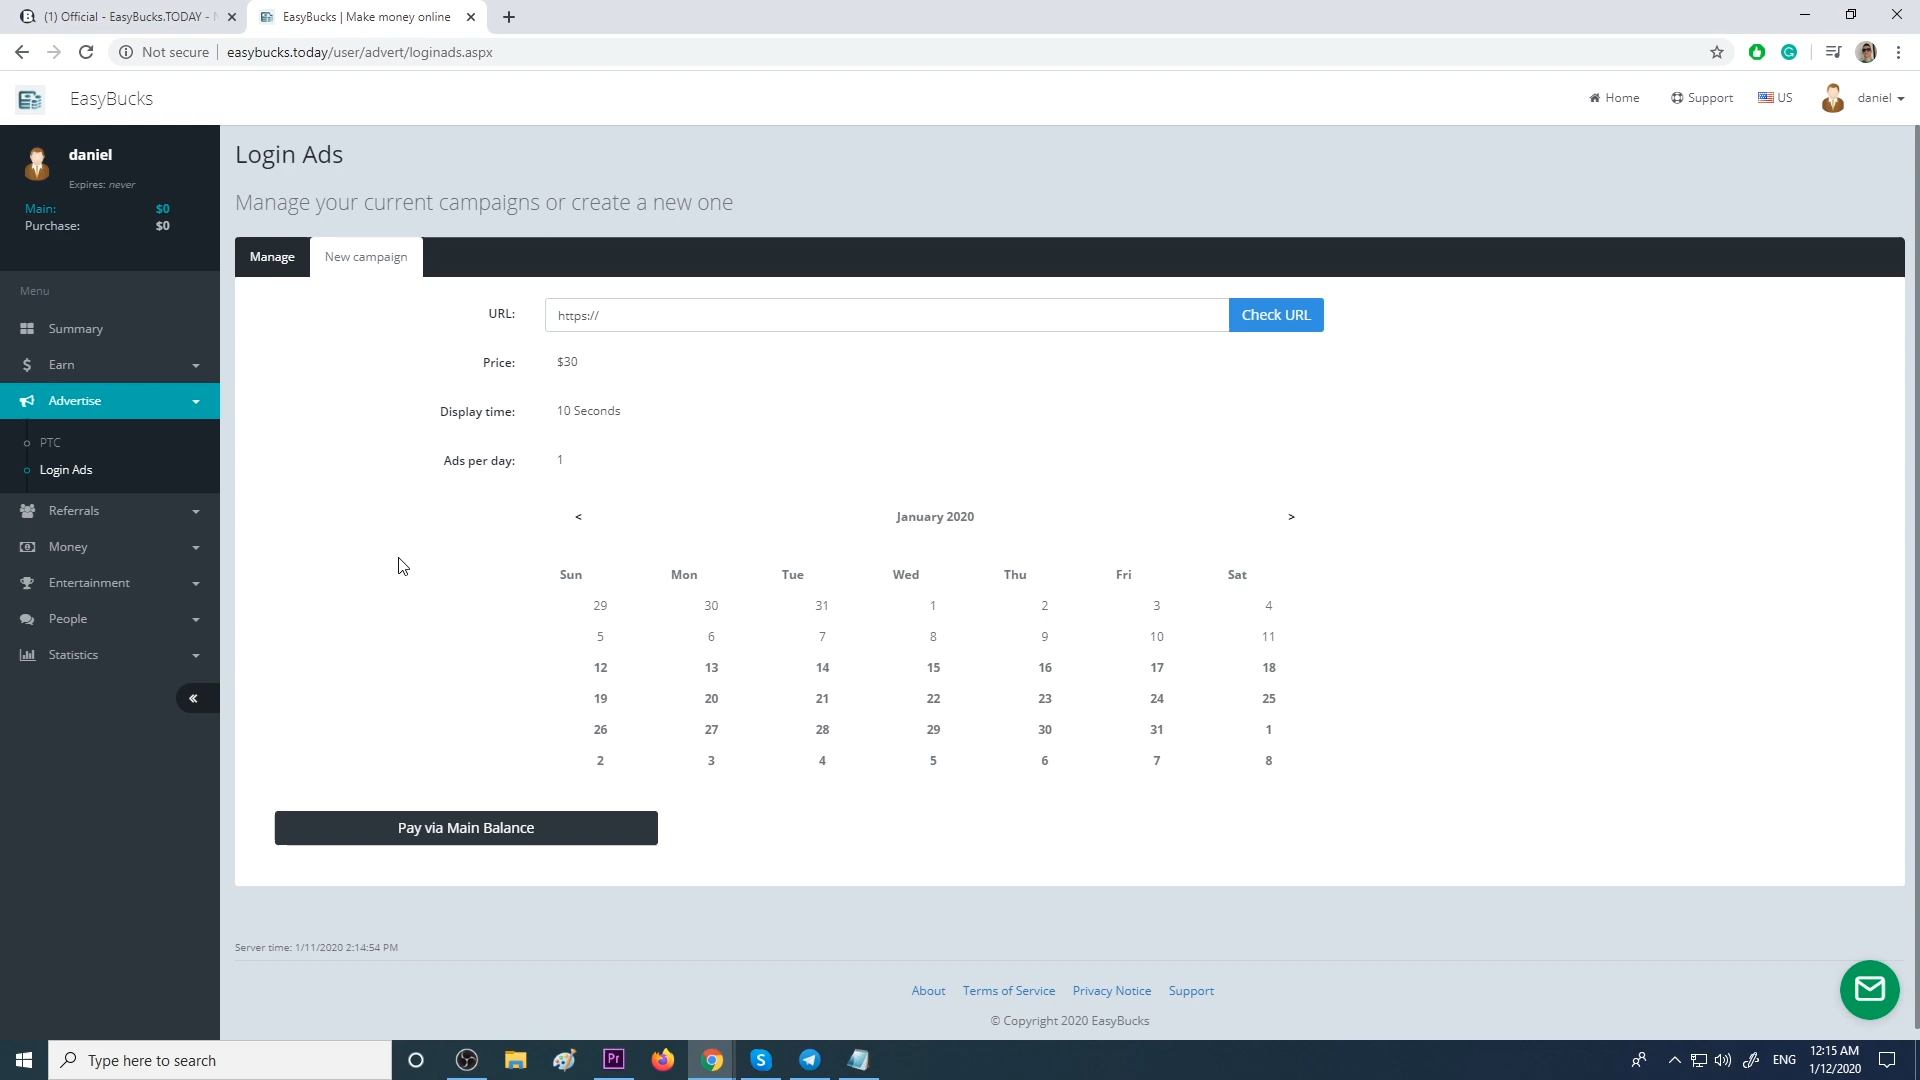 (1) Official - EasyBucks.TODAY -
EasyBucks | Make money online
Not secure
easybucks.today/user/advert/loginads.aspx
EasyBucks
Home
Support
US
daniel
daniel
Expires: never
Main: $0
Purchase: $0
Menu
Summary
Earn
Advertise
PTC
Login Ads
Referrals
Money
Entertainment
People
Statistics
Login Ads
Manage your current campaigns or create a new one
Manage
New campaign
URL: https:// Check URL
Price: $30
Display time: 10 Seconds
Ads per day: 1
< January 2020 >
Sun Mon Tue Wed Thu Fri Sat
29 30 31 1 2 3 4
5 6 7 8 9 10 11
12 13 14 15 16 17 18
19 20 21 22 23 24 25
26 27 28 29 30 31 1
2 3 4 5 6 7 8
Pay via Main Balance
Server time: 1/11/2020 2:14:54 PM
About Terms of Service Privacy Notice Support
© Copyright 2020 EasyBucks
Type here to search
Pr
ENG
12:15 AM
1/12/2020